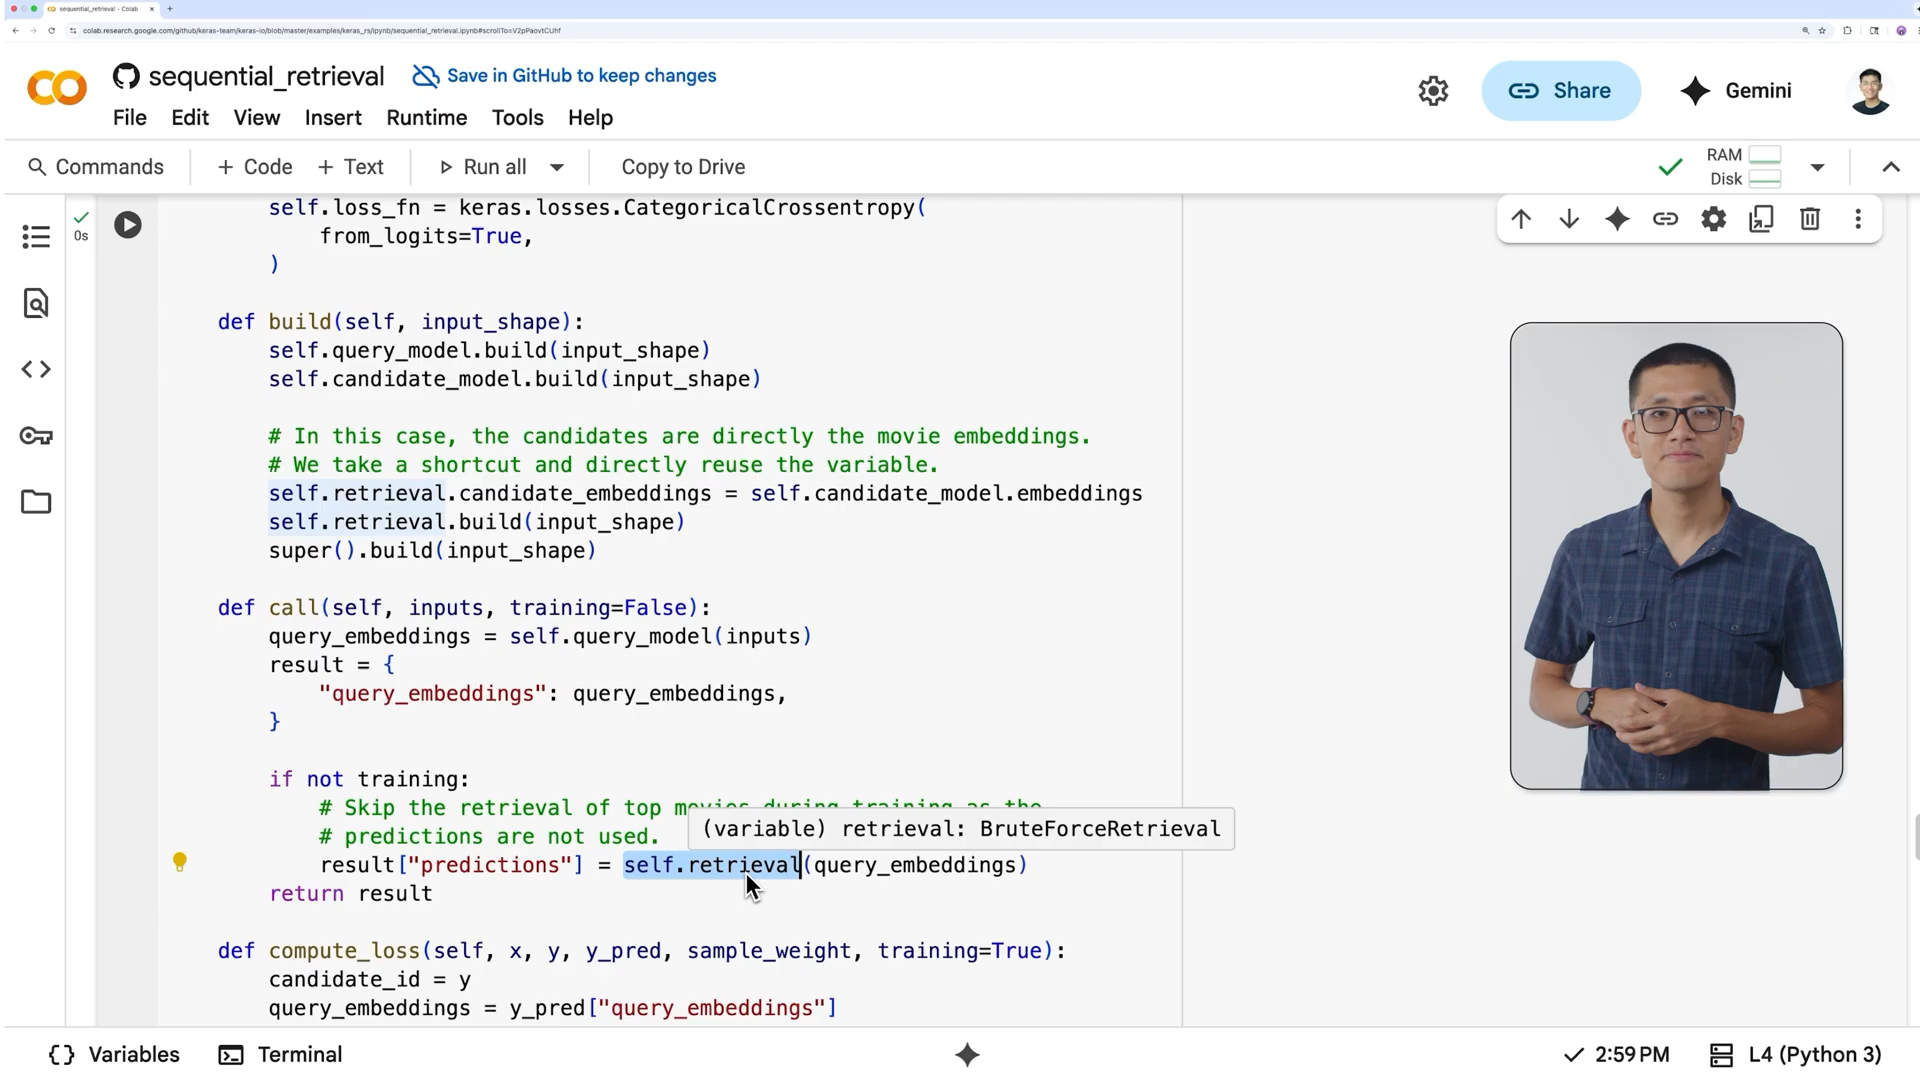 sequential_retrieval - Colab
colab.research.google.com/github/keras-team/keras-io/blob/master/examples/keras_rs/ipynb/sequential_retrieval.ipynb#scrollTo=V2pPaovtCUhf
sequential_retrieval
Save in GitHub to keep changes
Share
Gemini
File Edit View Insert Runtime Tools Help
Commands + Code + Text Run all Copy to Drive
RAM
Disk
0s
self.loss_fn = keras.losses.CategoricalCrossentropy(
from_logits=True,
)
def build(self, input_shape):
self.query_model.build(input_shape)
self.candidate_model.build(input_shape)
# In this case, the candidates are directly the movie embeddings.
# We take a shortcut and directly reuse the variable.
self.retrieval.candidate_embeddings = self.candidate_model.embeddings
self.retrieval.build(input_shape)
super().build(input_shape)
def call(self, inputs, training=False):
query_embeddings = self.query_model(inputs)
result = {
"query_embeddings": query_embeddings,
}
if not training:
# Skip the retrieval of top movies during training as the
(variable) retrieval: BruteForceRetrieval
# predictions are not used.
result["predictions"] = self.retrieval(query_embeddings)
return result
def compute_loss(self, x, y, y_pred, sample_weight, training=True):
candidate_id = y
query_embeddings = y_pred["query_embeddings"]
{} Variables Terminal
2:59 PM L4 (Python 3)